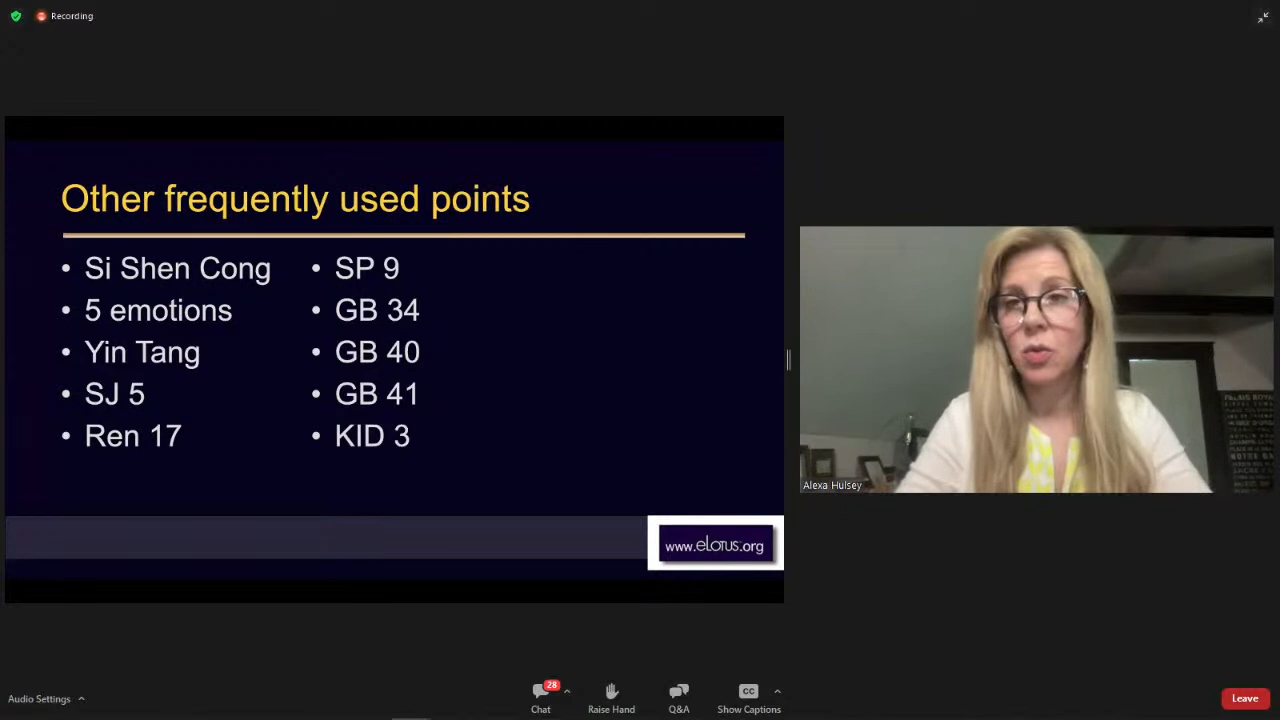 Recording
Other frequently used points
• Si Shen Cong
• 5 emotions
• Yin Tang
• SJ 5
• Ren 17
• SP 9
• GB 34
• GB 40
• GB 41
• KID 3
www.eLotus.org
Alexa Hulsey
PALAIS ROYAL
Audio Settings
28
Chat
Raise Hand
Q&A
CC
Show Captions
Leave